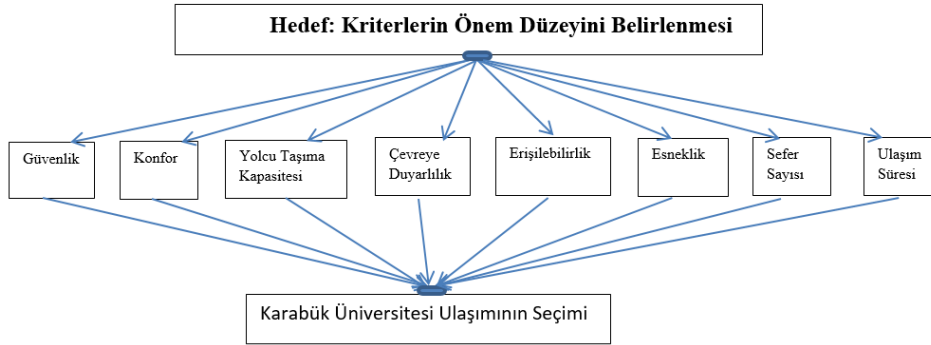 Hedef: Kriterlerin Önem Düzeyini Belirlenmesi
Güvenlik
Konfor
Yolcu Taşıma
Kapasitesi
Çevreye
Duyarlılık
Erişilebilirlik
Esneklik
Sefer
Sayısı
Ulaşım
Süresi
Karabük Üniversitesi Ulaşımının Seçimi